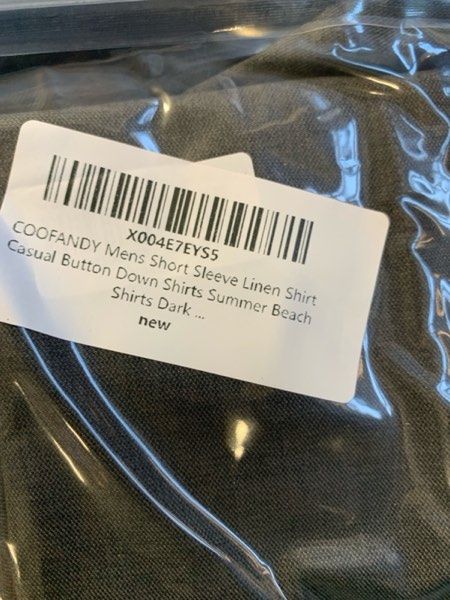 X004E7EYS5
COOFANDY Mens Short Sleeve Linen Shirt
Casual Button Down Shirts Summer Beach
Shirts Dark ...
new